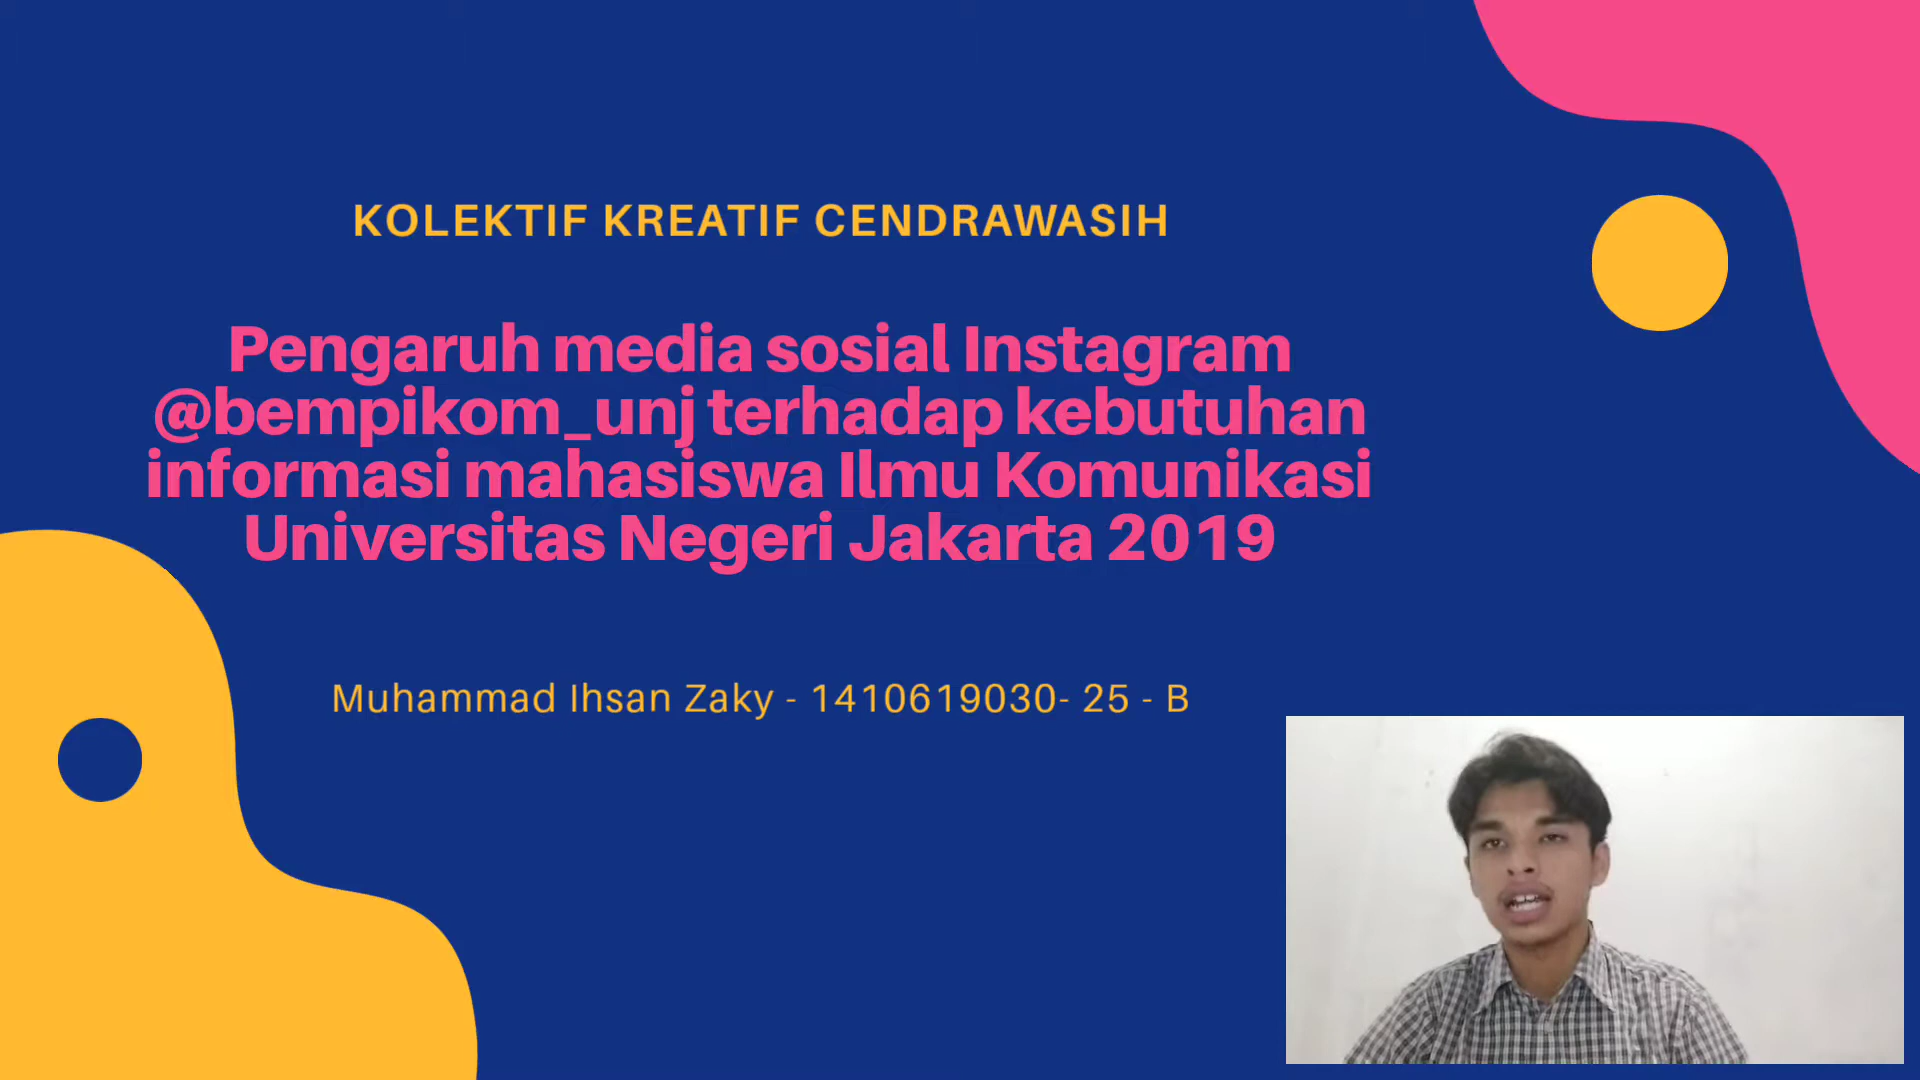 KOLEKTIF KREATIF CENDRAWASIH
Pengaruh media sosial Instagram
@bempikom_unj terhadap kebutuhan
informasi mahasiswa Ilmu Komunikasi
Universitas Negeri Jakarta 2019
Muhammad Ihsan Zaky - 1410619030- 25 - B